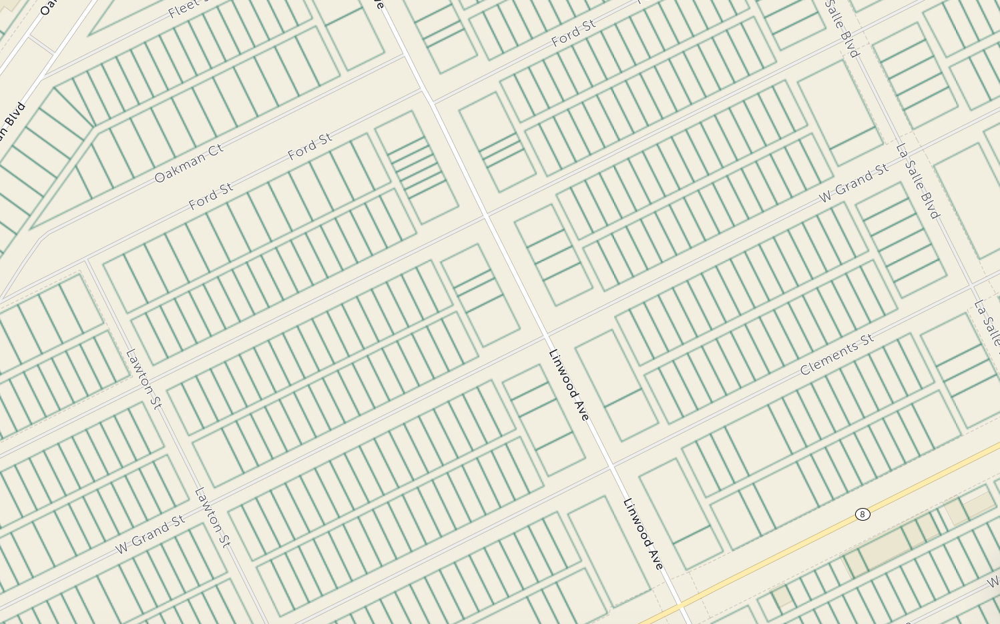 Fleet
Ford St
Salle Blvd
Ford St
Oakman Ct
Ford St
La Salle Blvd
W Grand St
La Salle
Lawton St
Linwood Ave
Clements St
Lawton St
W Grand St
Linwood Ave
8
W